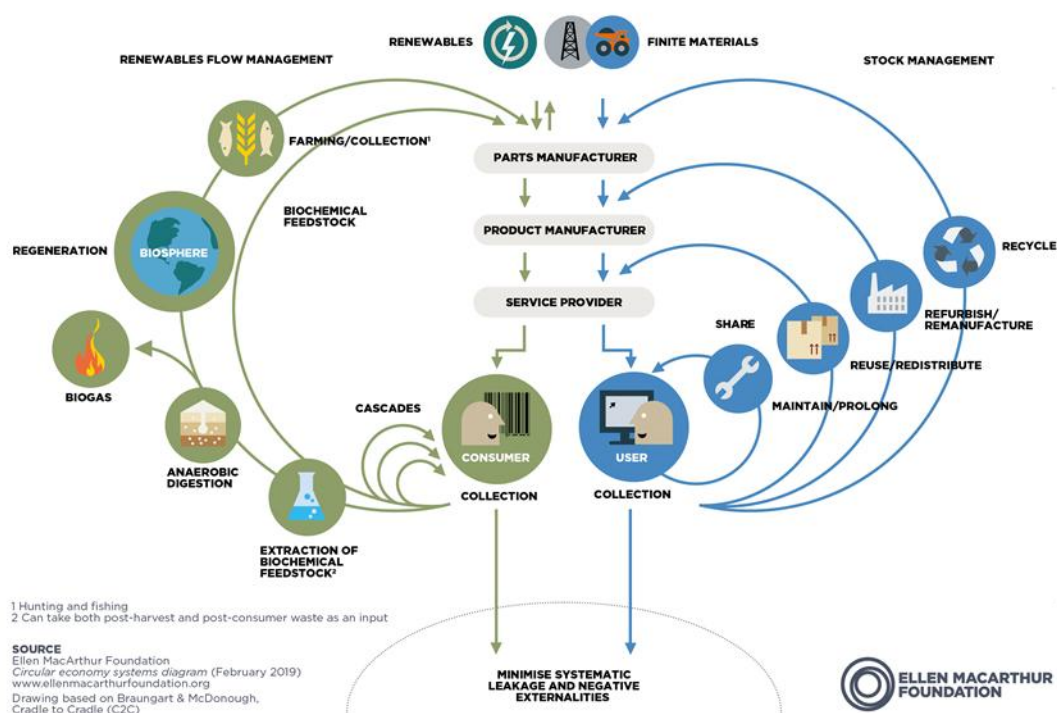 RENEWABLES
FINITE MATERIALS
RENEWABLES FLOW MANAGEMENT
STOCK MANAGEMENT
FARMING/COLLECTION¹
PARTS MANUFACTURER
BIOCHEMICAL
FEEDSTOCK
PRODUCT MANUFACTURER
REGENERATION
BIOSPHERE
RECYCLE
SERVICE PROVIDER
SHARE
REFURBISH/
REMANUFACTURE
REUSE/REDISTRIBUTE
BIOGAS
MAINTAIN/PROLONG
CASCADES
CONSUMER
USER
ANAEROBIC
DIGESTION
COLLECTION
COLLECTION
EXTRACTION OF
BIOCHEMICAL
FEEDSTOCK²
1 Hunting and fishing
2 Can take both post-harvest and post-consumer waste as an input
SOURCE
Ellen MacArthur Foundation
Circular economy systems diagram (February 2019)
www.ellenmacarthurfoundation.org
Drawing based on Braungart & McDonough,
Cradle to Cradle (C2C)
MINIMISE SYSTEMATIC
LEAKAGE AND NEGATIVE
EXTERNALITIES
ELLEN MACARTHUR
FOUNDATION